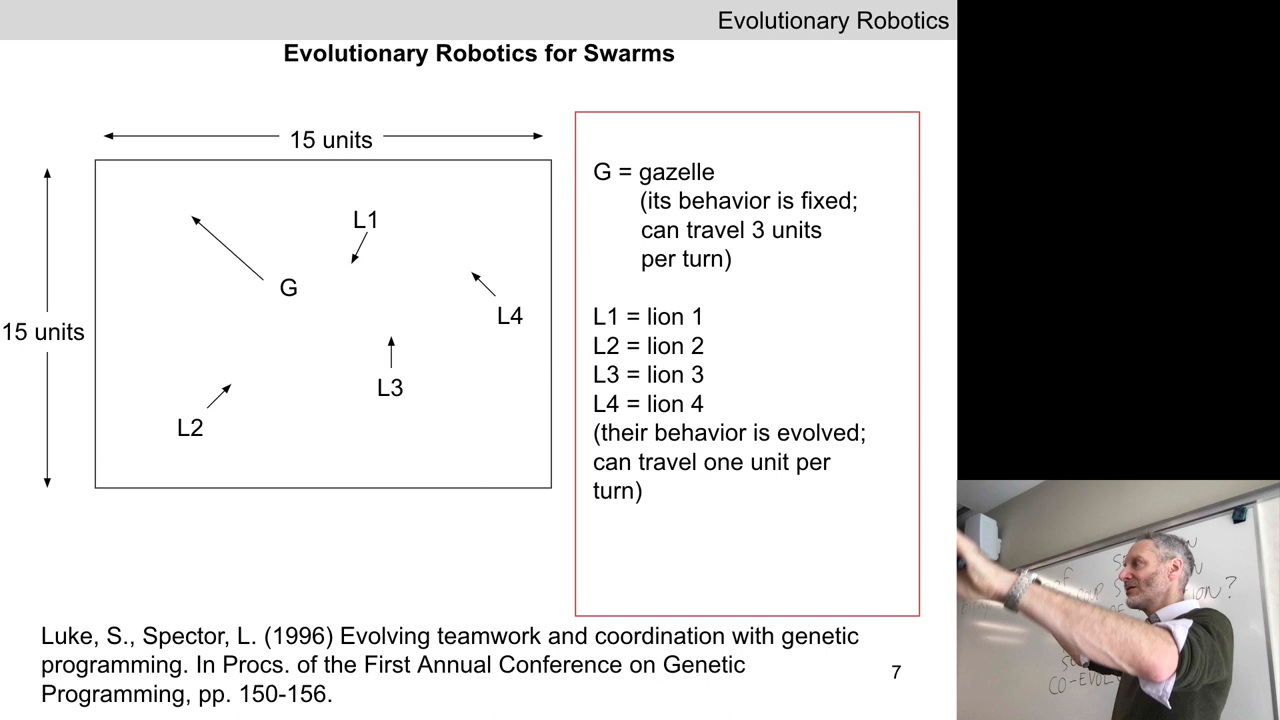 Evolutionary Robotics
Evolutionary Robotics for Swarms
15 units
15 units
L1
G
L4
L3
L2
G = gazelle
(its behavior is fixed;
can travel 3 units
per turn)
L1 = lion 1
L2 = lion 2
L3 = lion 3
L4 = lion 4
(their behavior is evolved;
can travel one unit per
turn)
Luke, S., Spector, L. (1996) Evolving teamwork and coordination with genetic
programming. In Procs. of the First Annual Conference on Genetic
Programming, pp. 150-156.
7
OF
CO-EVOL